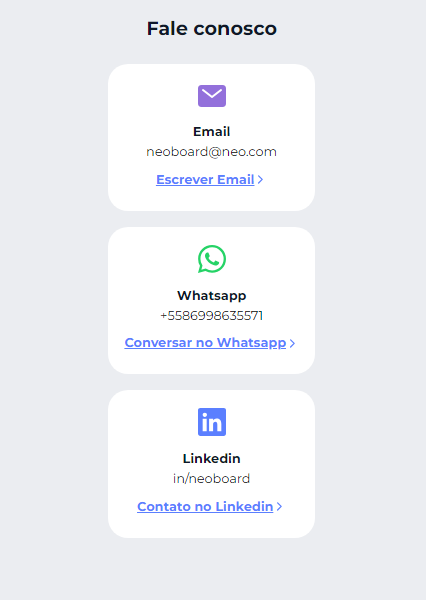 Fale conosco
Email
neoboard@neo.com
Escrever Email
Whatsapp
+5586998635571
Conversar no Whatsapp
in
Linkedin
in/neoboard
Contato no Linkedin